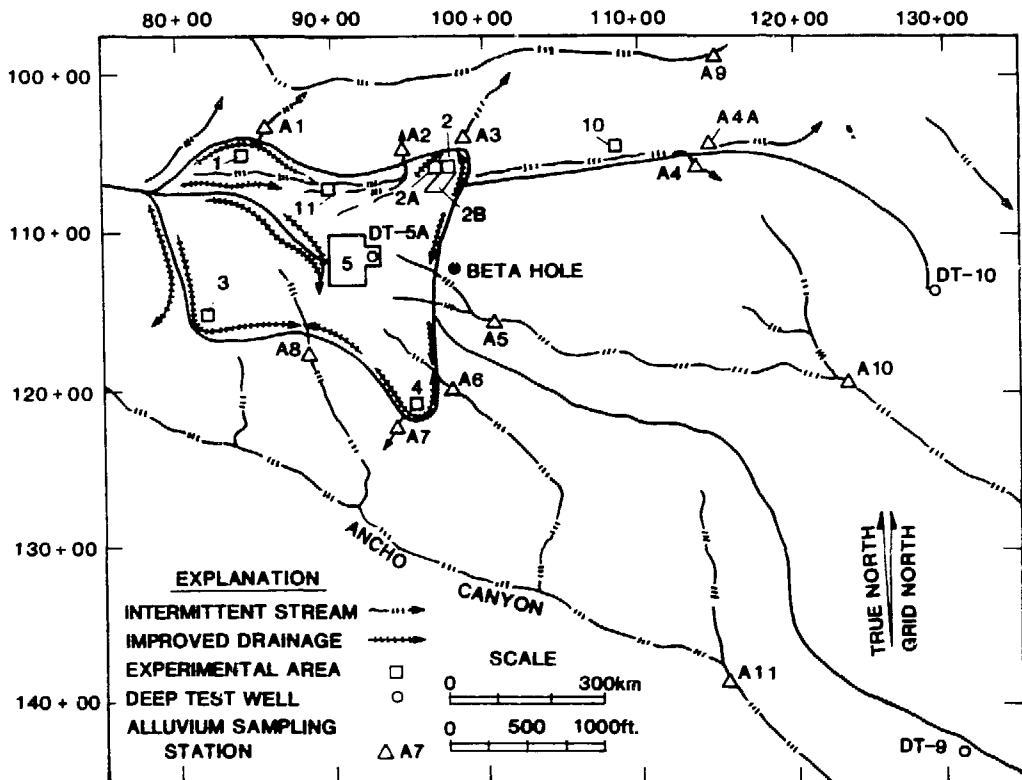 80 + 00
90 + 00
100 + 00
110 + 00
120 + 00
130 + 00
100 + 00
110 + 00
120 + 00
130 + 00
140 + 00
A9
A1
A2
2
A3
10
A4A
1
A4
11
2A
2B
DT-5A
5
BETA HOLE
DT-10
3
A5
A8
A10
4
A6
A7
ANCHO
CANYON
A11
DT-9
TRUE NORTH
GRID NORTH
EXPLANATION
INTERMITTENT STREAM
IMPROVED DRAINAGE
EXPERIMENTAL AREA
DEEP TEST WELL
ALLUVIUM SAMPLING
STATION
A7
SCALE
0 300km
0 500 1000ft.